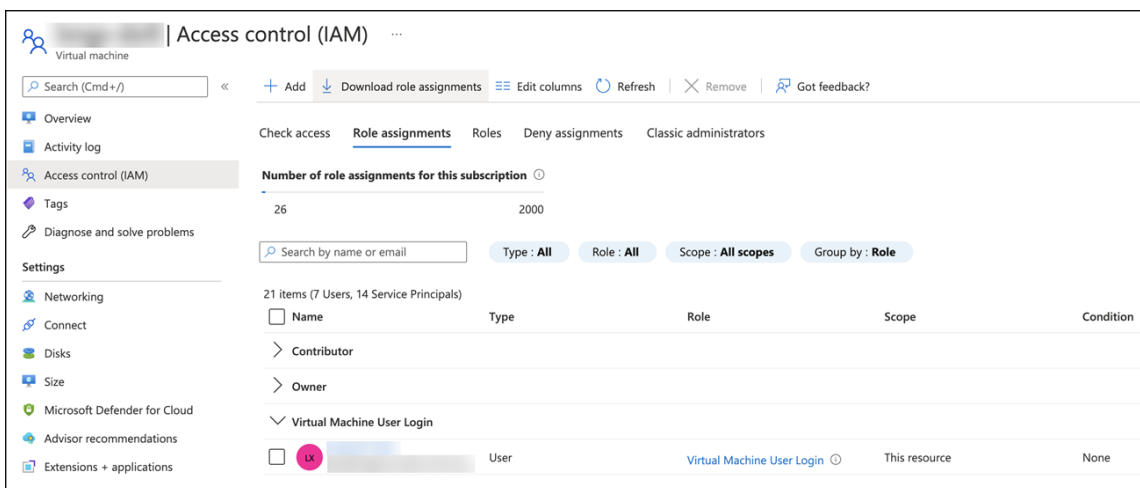 | Access control (IAM) ...
Virtual machine
Search (Cmd+/)
«
Add
Download role assignments
Edit columns
Refresh
Remove
Got feedback?
Overview
Activity log
Access control (IAM)
Tags
Diagnose and solve problems
Settings
Networking
Connect
Disks
Size
Microsoft Defender for Cloud
Advisor recommendations
Extensions + applications
Check access
Role assignments
Roles
Deny assignments
Classic administrators
Number of role assignments for this subscription
26
2000
Search by name or email
Type : All
Role : All
Scope : All scopes
Group by : Role
21 items (7 Users, 14 Service Principals)
Name
Type
Role
Scope
Condition
Contributor
Owner
Virtual Machine User Login
LX
User
Virtual Machine User Login
This resource
None